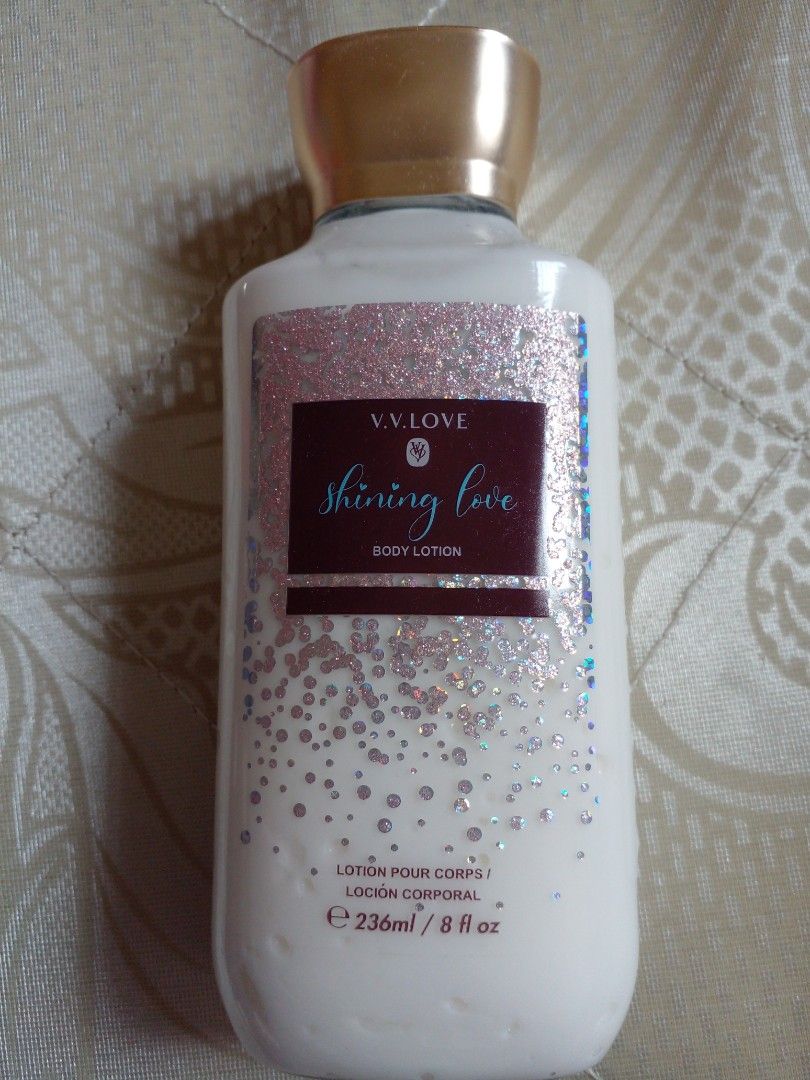 V.V.LOVE
shining love
BODY LOTION
LOTION POUR CORPS /
LOCIÓN CORPORAL
℮ 236ml / 8 fl oz